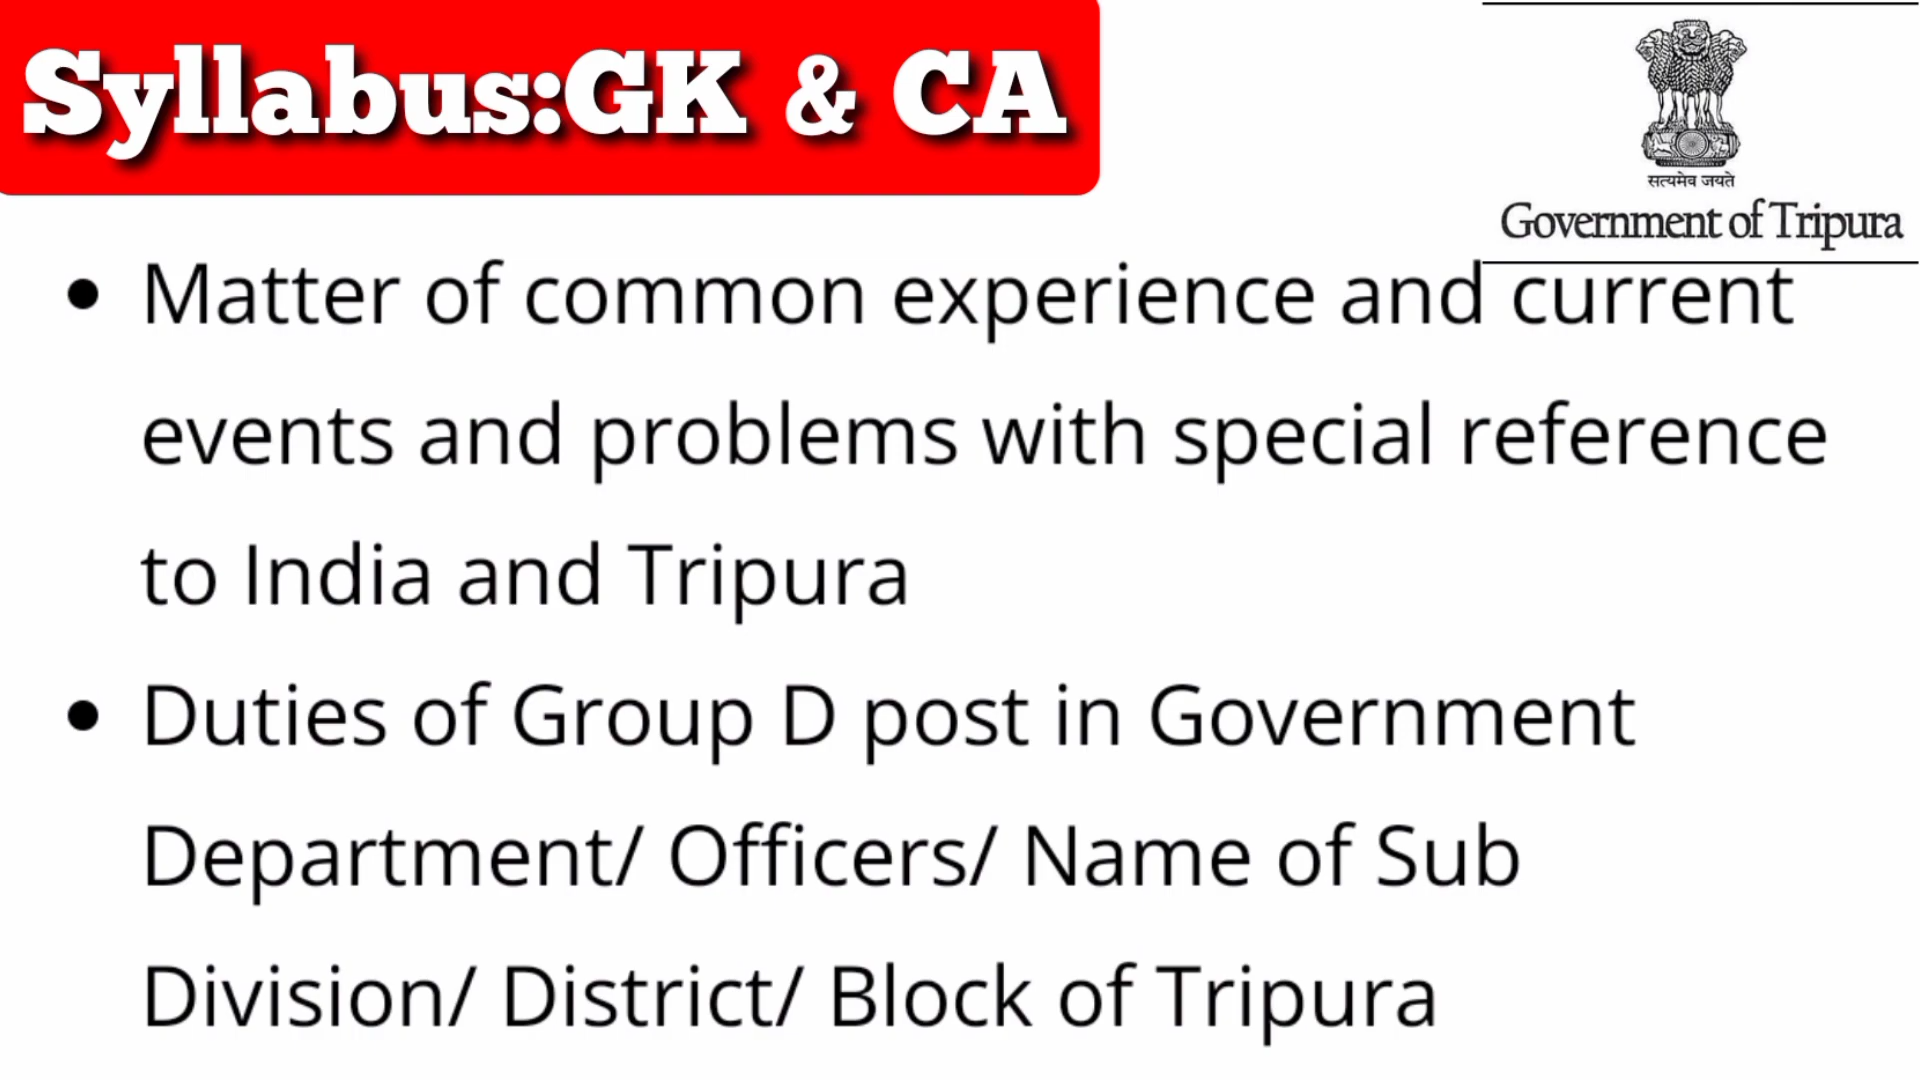 Syllabus:GK & CA
सत्यमेव जयते
Government of Tripura
• Matter of common experience and current
events and problems with special reference
to India and Tripura
• Duties of Group D post in Government
Department/ Officers/ Name of Sub
Division/ District/ Block of Tripura